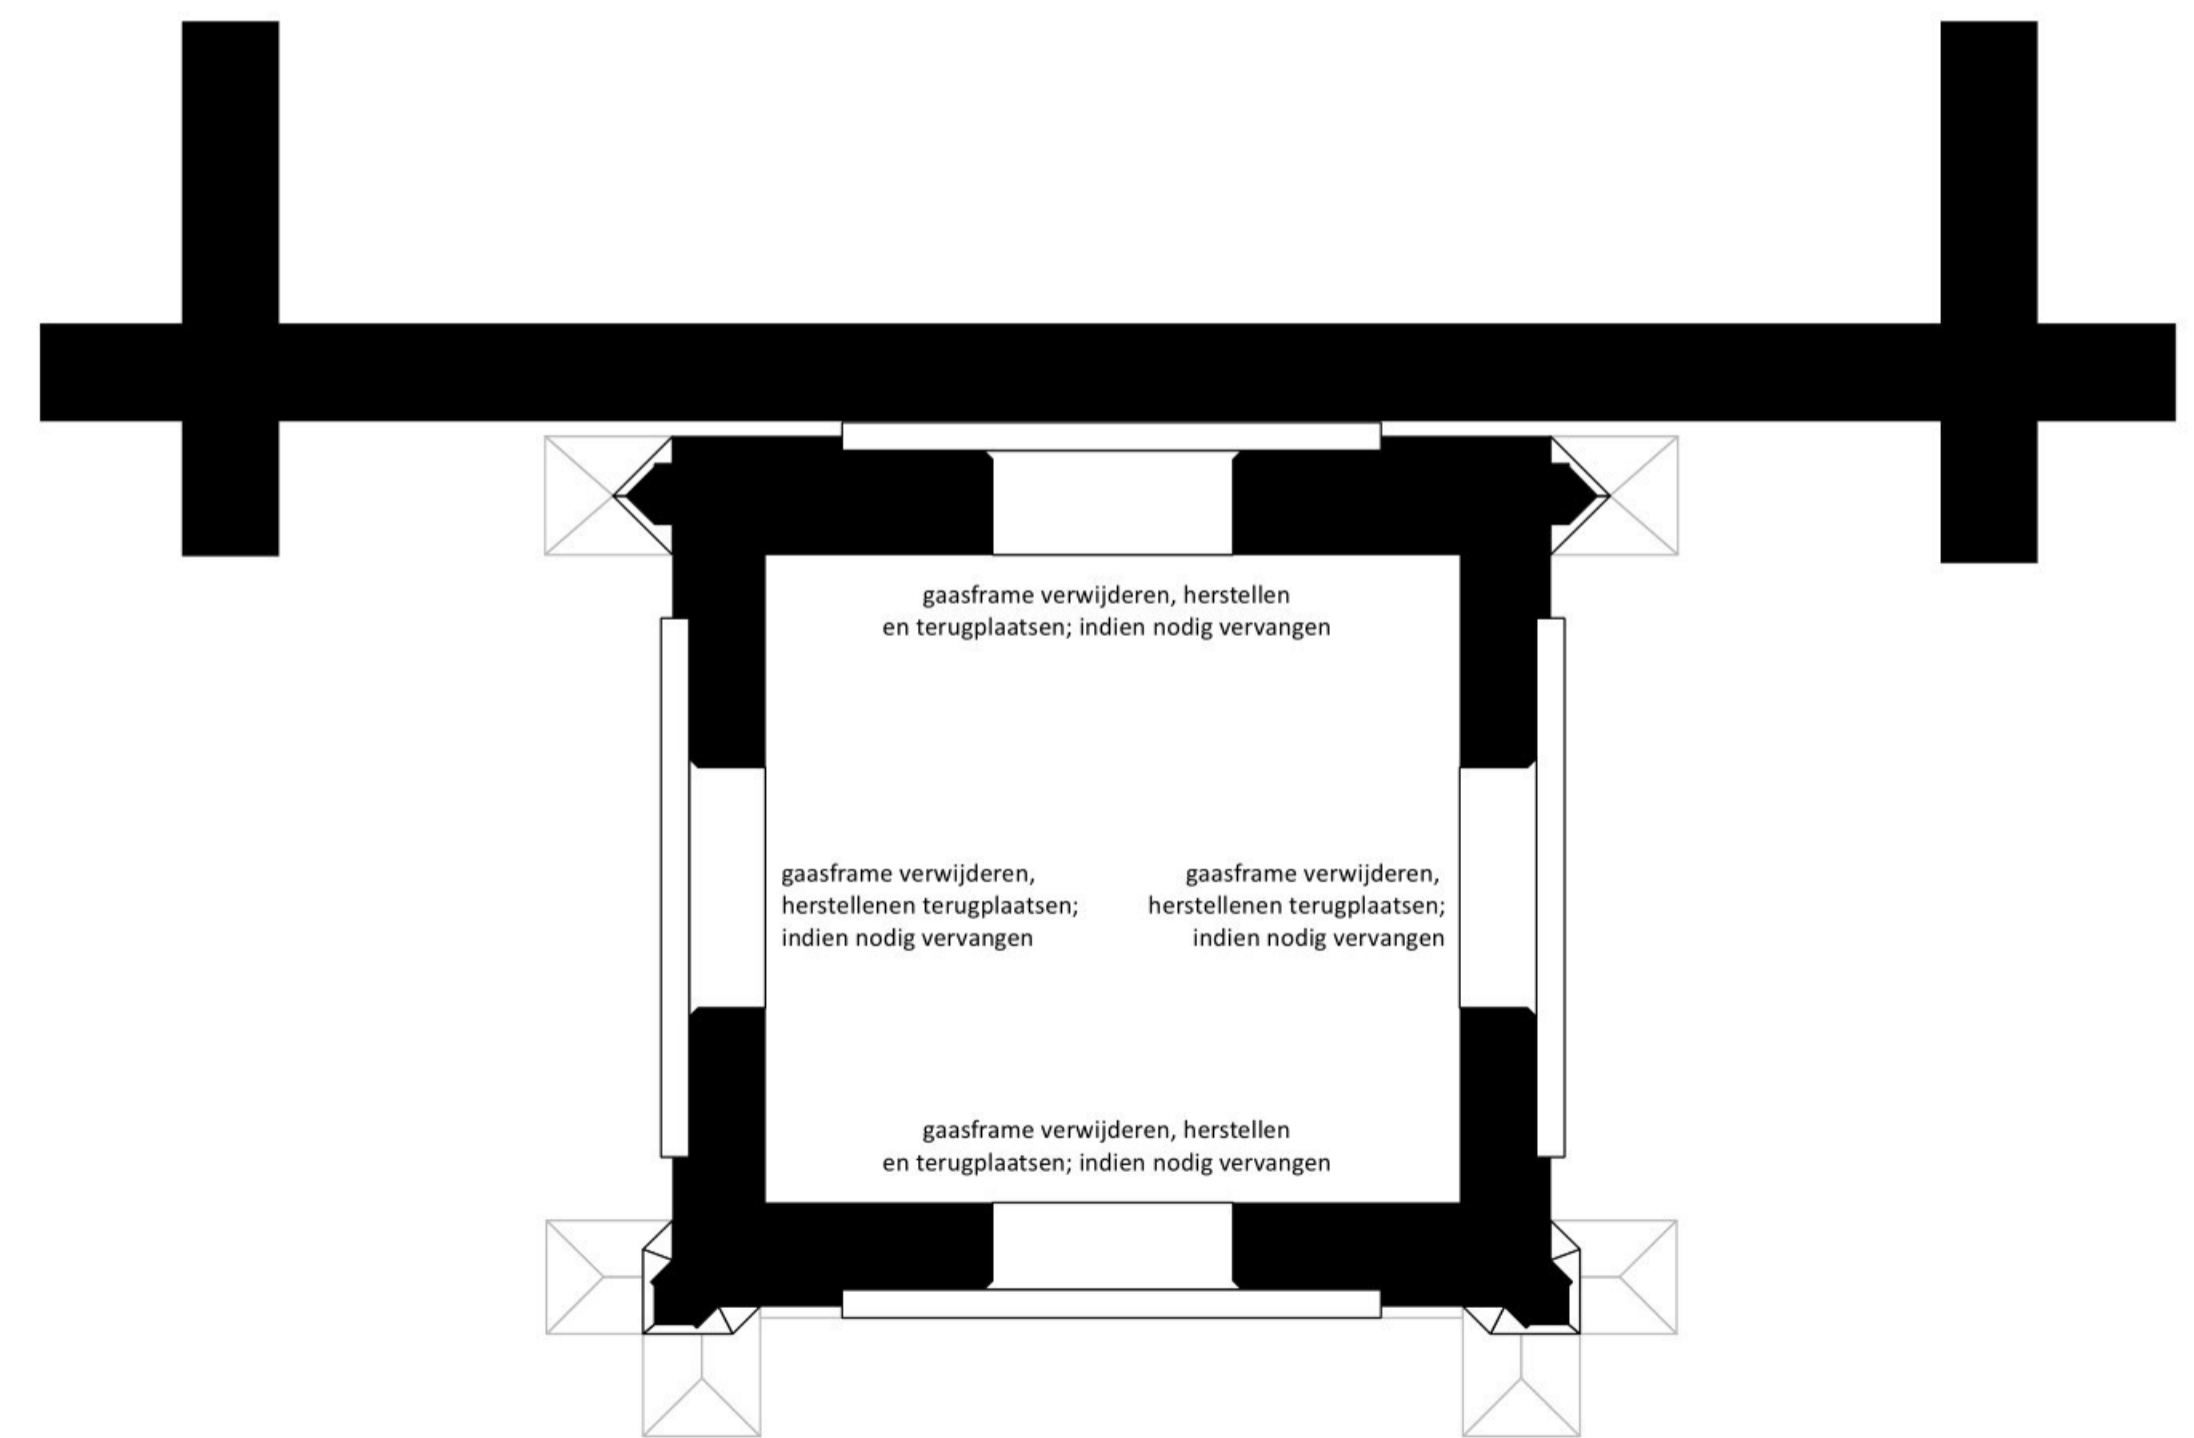 gaasframe verwijderen, herstellen
en terugplaatsen; indien nodig vervangen
gaasframe verwijderen,
herstellenen terugplaatsen;
indien nodig vervangen
gaasframe verwijderen,
herstellenen terugplaatsen;
indien nodig vervangen
gaasframe verwijderen, herstellen
en terugplaatsen; indien nodig vervangen